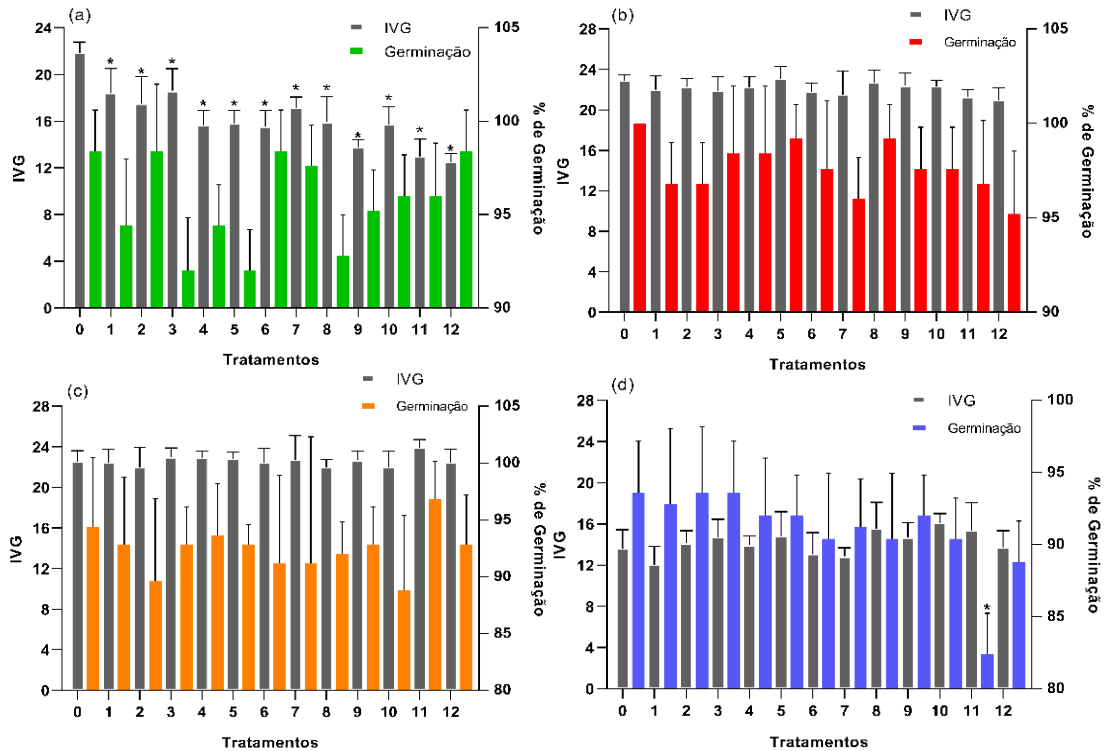 (a)
IVG
Germinação
24
20
16
12
8
4
0
IVG
105
100
95
90
% de Germinação
* * * * * * * * * * * *
0 1 2 3 4 5 6 7 8 9 10 11 12
Tratamentos
(b)
IVG
Germinação
28
24
20
16
12
8
4
0
IVG
105
100
95
90
% de Germinação
0 1 2 3 4 5 6 7 8 9 10 11 12
Tratamentos
(c)
IVG
Germinação
28
24
20
16
12
8
4
0
IVG
105
100
95
90
85
80
% de Germinação
0 1 2 3 4 5 6 7 8 9 10 11 12
Tratamentos
(d)
IVG
Germinação
28
24
20
16
12
8
4
0
IVG
100
95
90
85
80
% de Germinação
*
0 1 2 3 4 5 6 7 8 9 10 11 12
Tratamentos